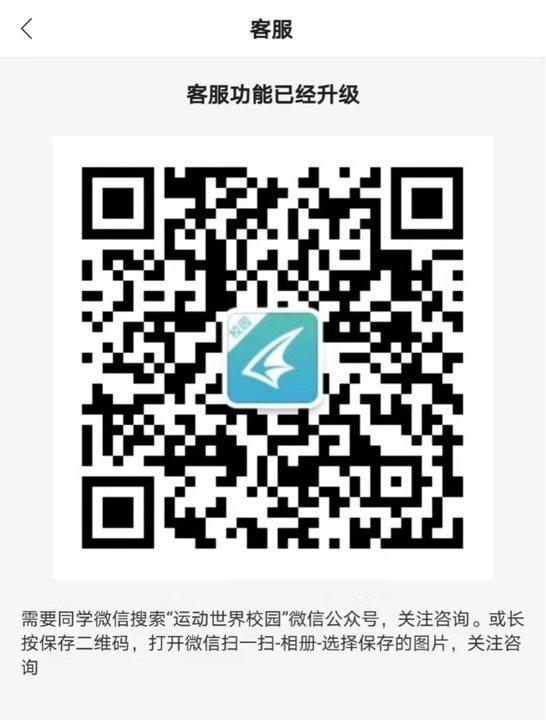 客服
客服功能已经升级
校园
需要同学微信搜索“运动世界校园”微信公众号，关注咨询。或长
按保存二维码，打开微信扫一扫-相册-选择保存的图片，关注咨
询